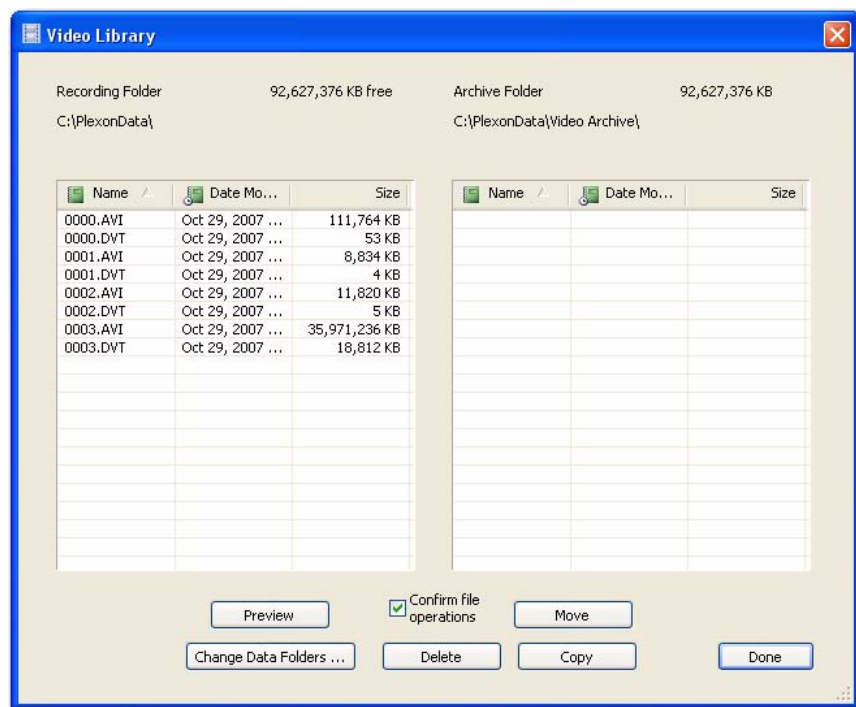 Video Library
Recording Folder 92,627,376 KB free
C:\PlexonData\
Archive Folder 92,627,376 KB
C:\PlexonData\Video Archive\
Name Date Mo... Size
0000.AVI Oct 29, 2007 ... 111,764 KB
0000.DVT Oct 29, 2007 ... 53 KB
0001.AVI Oct 29, 2007 ... 8,834 KB
0001.DVT Oct 29, 2007 ... 4 KB
0002.AVI Oct 29, 2007 ... 11,820 KB
0002.DVT Oct 29, 2007 ... 5 KB
0003.AVI Oct 29, 2007 ... 35,971,236 KB
0003.DVT Oct 29, 2007 ... 18,812 KB
Name Date Mo... Size
Preview
Confirm file
operations
Move
Change Data Folders ...
Delete
Copy
Done